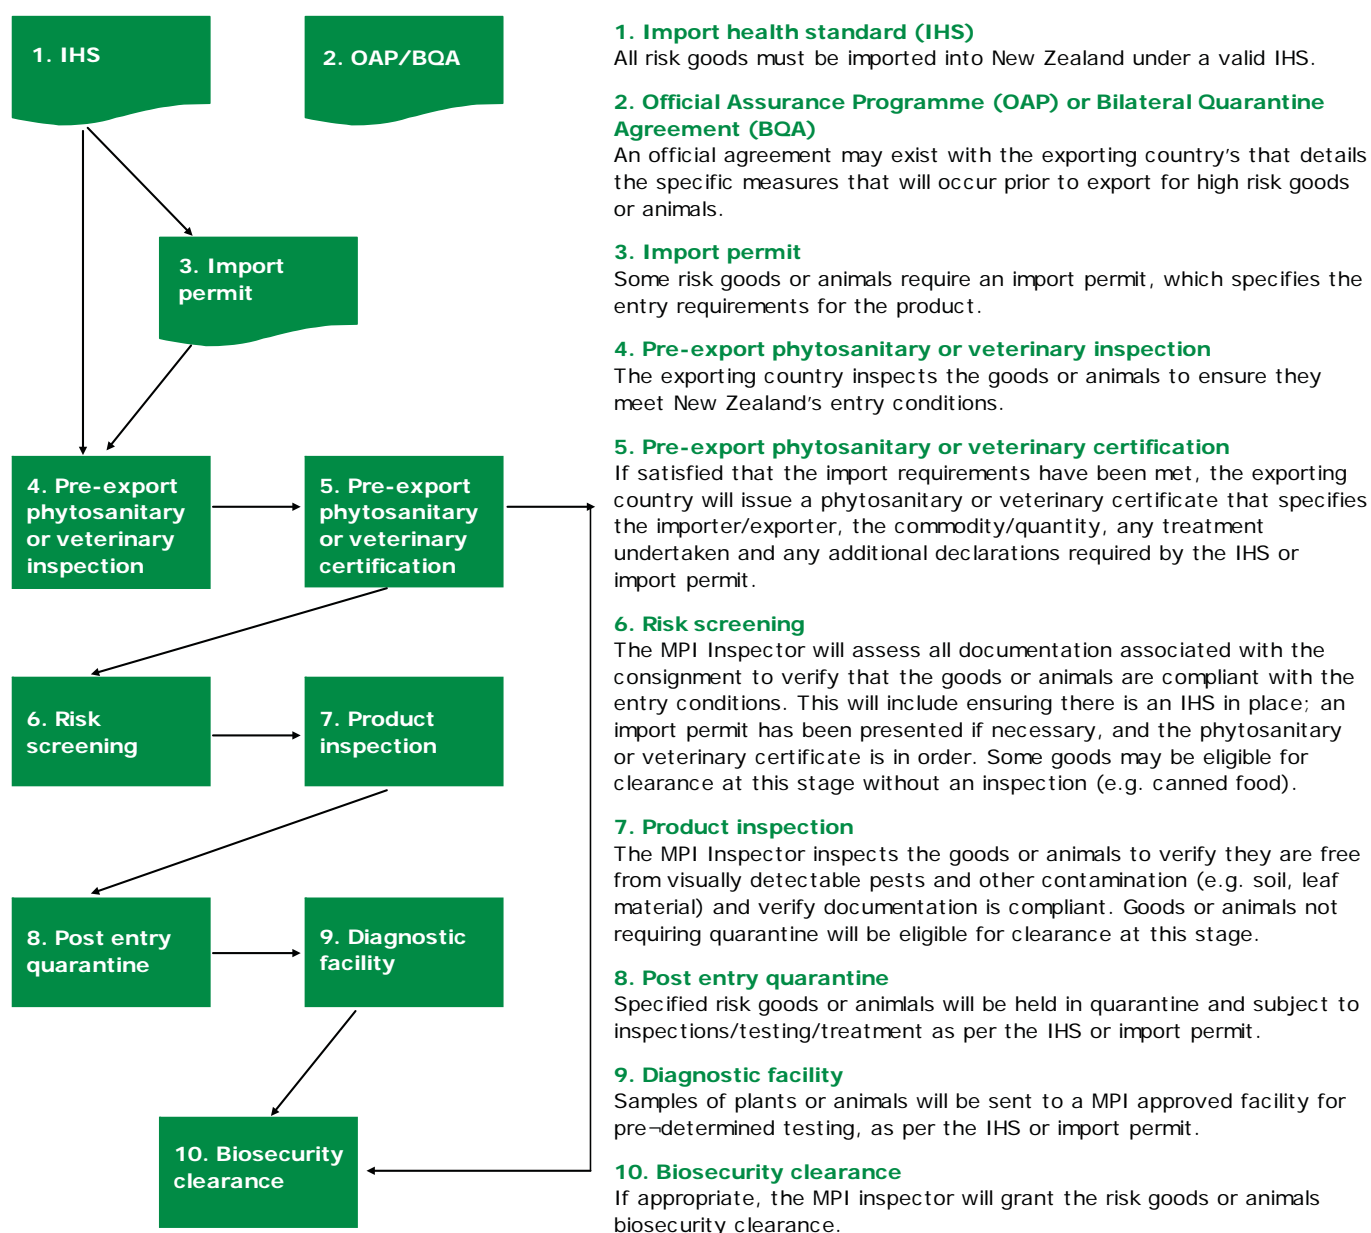 1. IHS
2. OAP/BQA
3. Import
permit
4. Pre-export
phytosanitary
or veterinary
inspection
5. Pre-export
phytosanitary
or veterinary
certification
6. Risk
screening
7. Product
inspection
8. Post entry
quarantine
9. Diagnostic
facility
10. Biosecurity
clearance
1. Import health standard (IHS)
All risk goods must be imported into New Zealand under a valid IHS.
2. Official Assurance Programme (OAP) or Bilateral Quarantine
Agreement (BQA)
An official agreement may exist with the exporting country's that details
the specific measures that will occur prior to export for high risk goods
or animals.
3. Import permit
Some risk goods or animals require an import permit, which specifies the
entry requirements for the product.
4. Pre-export phytosanitary or veterinary inspection
The exporting country inspects the goods or animals to ensure they
meet New Zealand's entry conditions.
5. Pre-export phytosanitary or veterinary certification
If satisfied that the import requirements have been met, the exporting
country will issue a phytosanitary or veterinary certificate that specifies
the importer/exporter, the commodity/quantity, any treatment
undertaken and any additional declarations required by the IHS or
import permit.
6. Risk screening
The MPI Inspector will assess all documentation associated with the
consignment to verify that the goods or animals are compliant with the
entry conditions. This will include ensuring there is an IHS in place; an
import permit has been presented if necessary, and the phytosanitary
or veterinary certificate is in order. Some goods may be eligible for
clearance at this stage without an inspection (e.g. canned food).
7. Product inspection
The MPI Inspector inspects the goods or animals to verify they are free
from visually detectable pests and other contamination (e.g. soil, leaf
material) and verify documentation is compliant. Goods or animals not
requiring quarantine will be eligible for clearance at this stage.
8. Post entry quarantine
Specified risk goods or animlals will be held in quarantine and subject to
inspections/testing/treatment as per the IHS or import permit.
9. Diagnostic facility
Samples of plants or animals will be sent to a MPI approved facility for
pre¬determined testing, as per the IHS or import permit.
10. Biosecurity clearance
If appropriate, the MPI inspector will grant the risk goods or animals
biosecurity clearance.